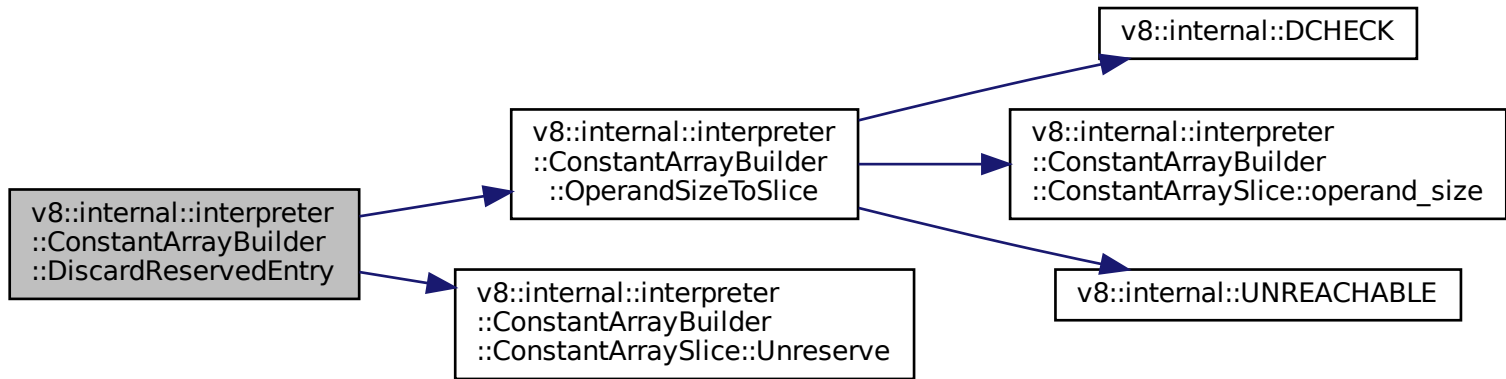 v8::internal::interpreter
::ConstantArrayBuilder
::DiscardReservedEntry
v8::internal::interpreter
::ConstantArrayBuilder
::OperandSizeToSlice
v8::internal::DCHECK
v8::internal::interpreter
::ConstantArrayBuilder
::ConstantArraySlice::operand_size
v8::internal::UNREACHABLE
v8::internal::interpreter
::ConstantArrayBuilder
::ConstantArraySlice::Unreserve